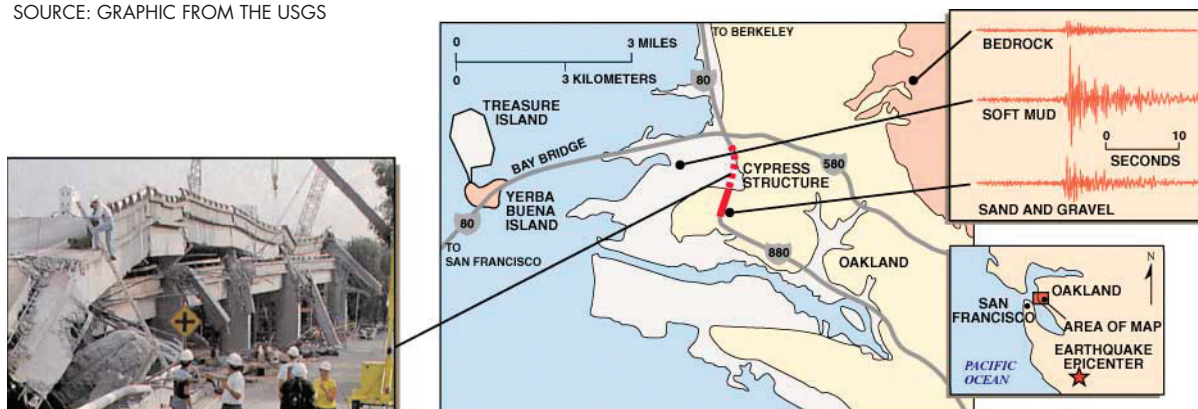 SOURCE: GRAPHIC FROM THE USGS
0
3 MILES
0
3 KILOMETERS
TREASURE
ISLAND
BAY BRIDGE
YERBA
BUENA
ISLAND
80
TO
SAN FRANCISCO
TO BERKELEY
80
CYPRESS
STRUCTURE
580
880
OAKLAND
BEDROCK
SOFT MUD
0
10
SECONDS
SAND AND GRAVEL
N
SAN
FRANCISCO
OAKLAND
AREA OF MAP
EARTHQUAKE
EPICENTER
PACIFIC
OCEAN